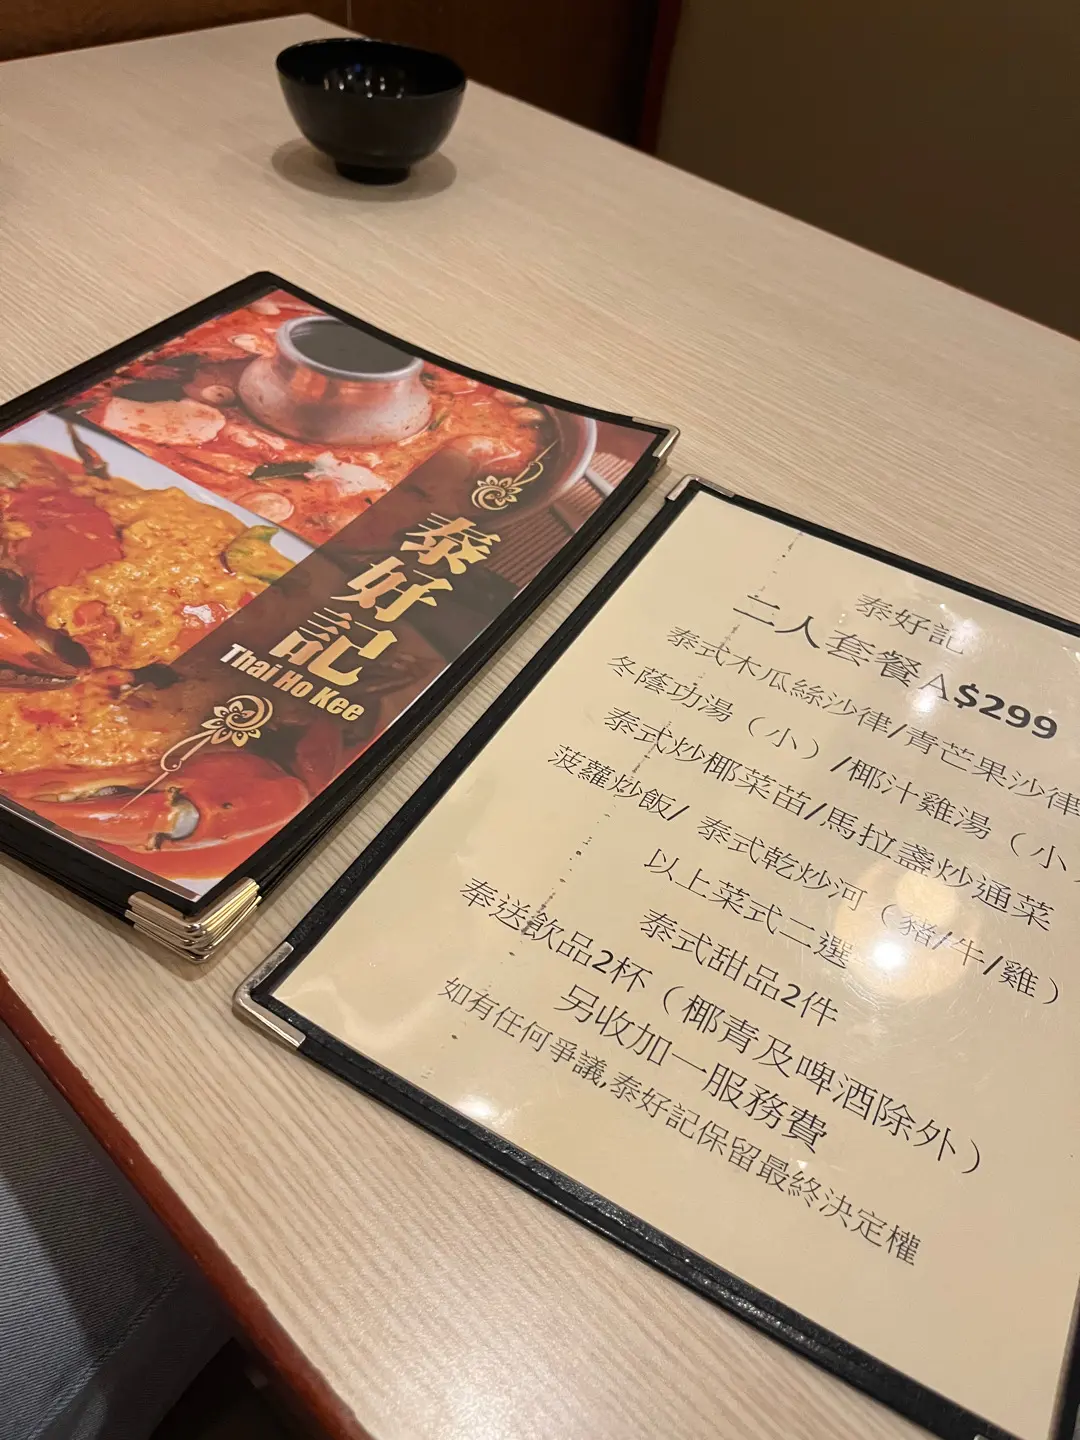 泰好記
Thai Ho Kee
泰好記
二人套餐A$299
泰式木瓜絲沙律/青芒果沙律
冬蔭功湯（小）/椰汁雞湯（小）
泰式炒椰菜苗/馬拉盞炒通菜
菠蘿炒飯/ 泰式乾炒河（豬/牛/雞）
以上菜式二選一
泰式甜品2件
奉送飲品2杯（椰青及啤酒除外）
另收加一服務費
如有任何爭議,泰好記保留最終決定權